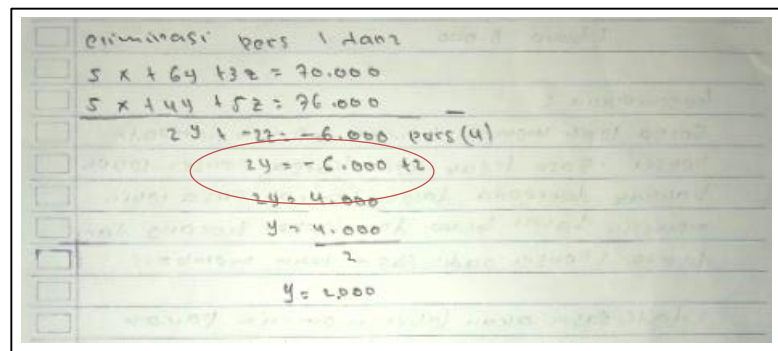 eliminasi pers 1 dan 2
5x + 6y + 3z = 70.000
5x + 4y + 5z = 76.000 _
2y + -2z = -6.000 pers (4)
2y = -6.000 + 2
2y = 4.000
y = 4.000
2
y = 2.000